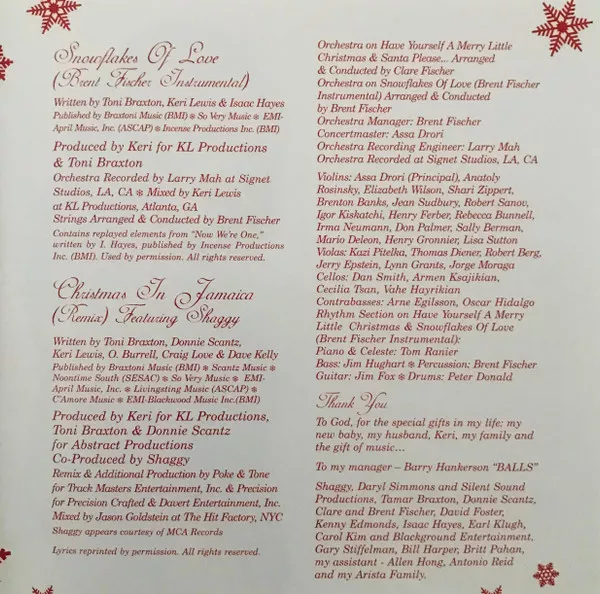 Snowflakes Of Love
(Brent Fischer Instrumental)
Written by Toni Braxton, Keri Lewis & Isaac Hayes
Published by Braxtoni Music (BMI) ❄ So Very Music ❄ EMI-
April Music, Inc. (ASCAP) ❄ Incense Productions Inc. (BMI)
Produced by Keri for KL Productions
& Toni Braxton
Orchestra Recorded by Larry Mah at Signet
Studios, LA, CA ❄ Mixed by Keri Lewis
at KL Productions, Atlanta, GA
Strings Arranged & Conducted by Brent Fischer
Contains replayed elements from “Now We’re One,”
written by I. Hayes, published by Incense Productions
Inc. (BMI). Used by permission. All rights reserved.
Christmas In Jamaica
(Remix) Featuring Shaggy
Written by Toni Braxton, Donnie Scantz,
Keri Lewis, O. Burrell, Craig Love & Dave Kelly
Published by Braxtoni Music (BMI) ❄ Scantz Music ❄
Noontime South (SESAC) ❄ So Very Music ❄ EMI-
April Music, Inc. ❄ Livingsting Music (ASCAP) ❄
C’Amore Music ❄ EMI-Blackwood Music Inc.(BMI)
Produced by Keri for KL Productions,
Toni Braxton & Donnie Scantz
for Abstract Productions
Co-Produced by Shaggy
Remix & Additional Production by Poke & Tone
for Track Masters Entertainment, Inc. & Precision
for Precision Crafted & Davert Entertainment, Inc.
Mixed by Jason Goldstein at The Hit Factory, NYC
Shaggy appears courtesy of MCA Records
Lyrics reprinted by permission. All rights reserved.
Orchestra on Have Yourself A Merry Little
Christmas & Santa Please... Arranged
& Conducted by Clare Fischer
Orchestra on Snowflakes Of Love (Brent Fischer
Instrumental) Arranged & Conducted
by Brent Fischer
Orchestra Manager: Brent Fischer
Concertmaster: Assa Drori
Orchestra Recording Engineer: Larry Mah
Orchestra Recorded at Signet Studios, LA, CA
Violins: Assa Drori (Principal), Anatoly
Rosinsky, Elizabeth Wilson, Shari Zippert,
Brenton Banks, Jean Sudbury, Robert Sanov,
Igor Kiskatchi, Henry Ferber, Rebecca Bunnell,
Irma Neumann, Don Palmer, Sally Berman,
Mario Deleon, Henry Gronnier, Lisa Sutton
Violas: Kazi Pitelka, Thomas Diener, Robert Berg,
Jerry Epstein, Lynn Grants, Jorge Moraga
Cellos: Dan Smith, Armen Ksajikian,
Cecilia Tsan, Vahe Hayrikian
Contrabasses: Arne Egilsson, Oscar Hidalgo
Rhythm Section on Have Yourself A Merry
Little Christmas & Snowflakes Of Love
(Brent Fischer Instrumental):
Piano & Celeste: Tom Ranier
Bass: Jim Hughart ❄ Percussion: Brent Fischer
Guitar: Jim Fox ❄ Drums: Peter Donald
Thank You
To God, for the special gifts in my life: my
new baby, my husband, Keri, my family and
the gift of music…
To my manager – Barry Hankerson “BALLS”
Shaggy, Daryl Simmons and Silent Sound
Productions, Tamar Braxton, Donnie Scantz,
Clare and Brent Fischer, David Foster,
Kenny Edmonds, Isaac Hayes, Earl Klugh,
Carol Kim and Blackground Entertainment,
Gary Stiffelman, Bill Harper, Britt Pahan,
my assistant - Allen Hong, Antonio Reid
and my Arista Family.